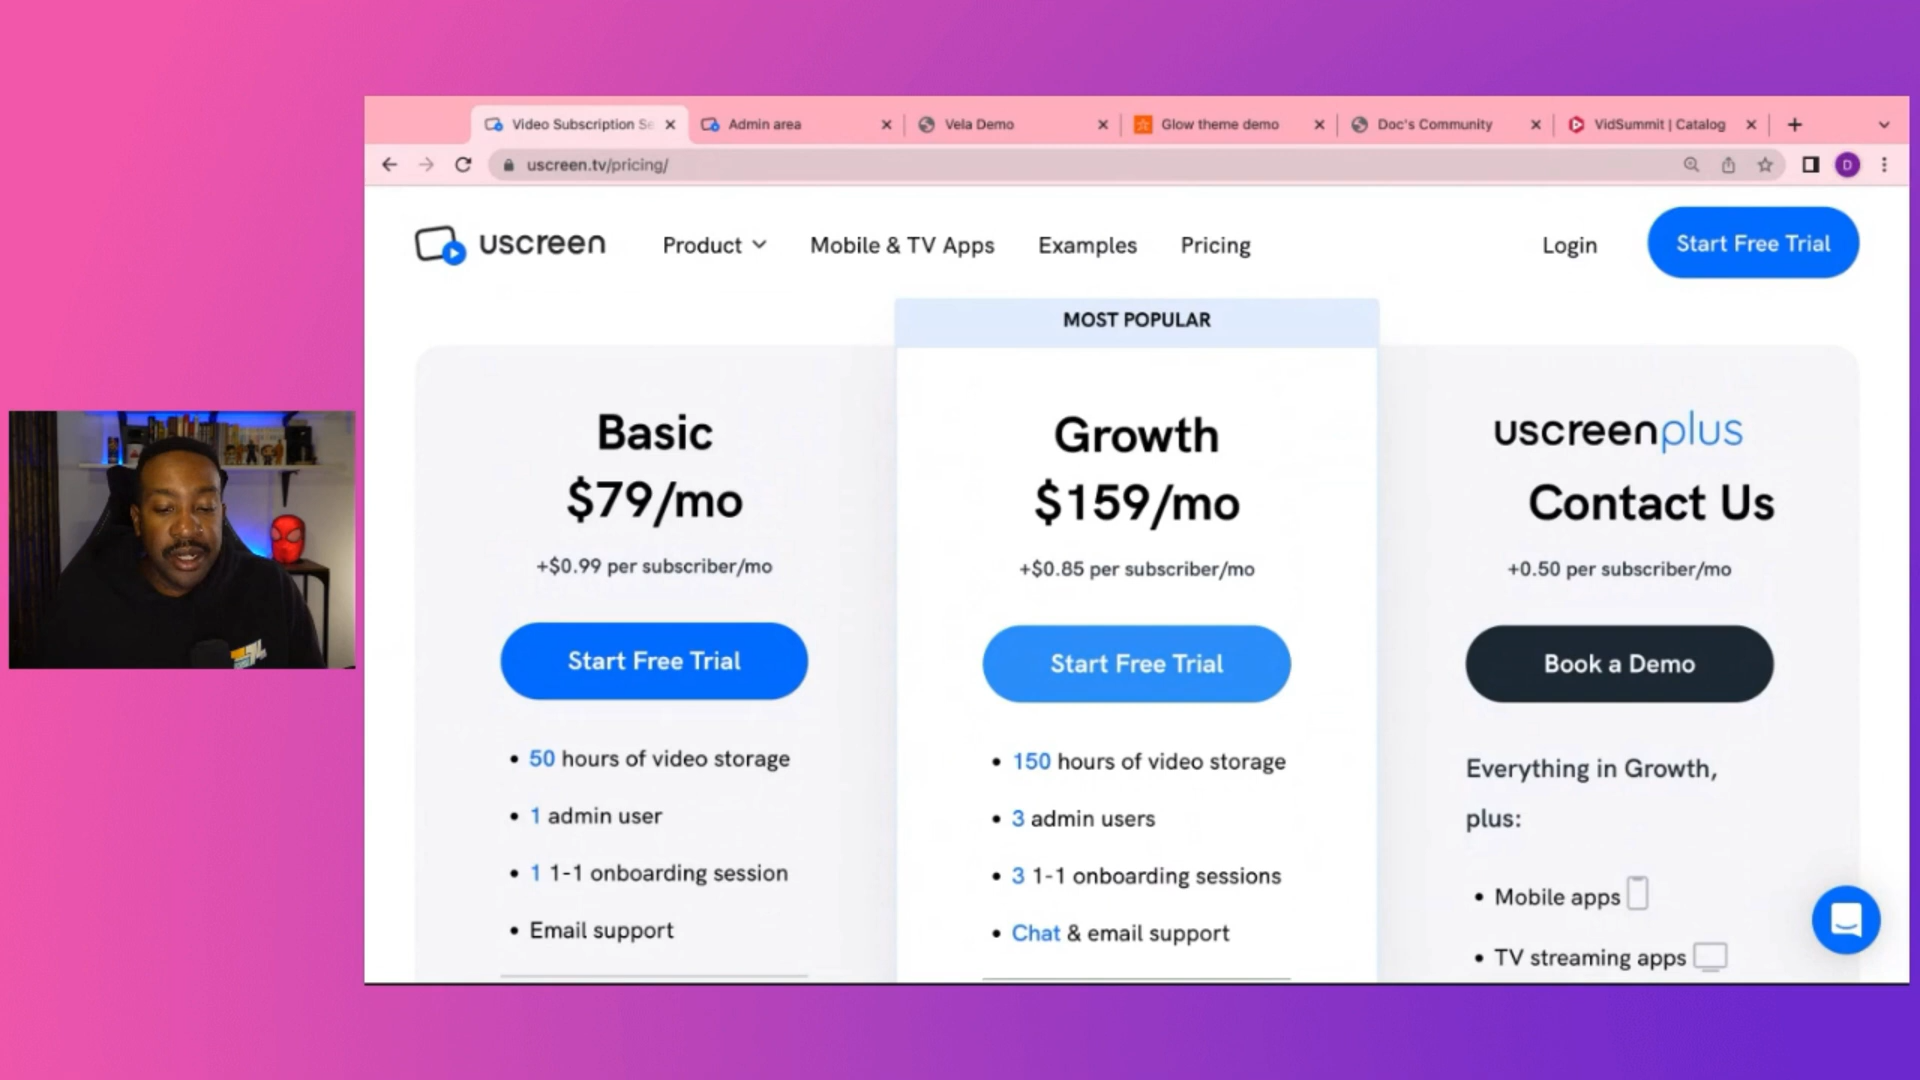 Video Subscription Se
Admin area
Vela Demo
Glow theme demo
Doc's Community
VidSummit | Catalog
uscreen.tv/pricing/
D
uscreen
Product
Mobile & TV Apps
Examples
Pricing
Login
Start Free Trial
MOST POPULAR
Basic
$79/mo
+$0.99 per subscriber/mo
Start Free Trial
• 50 hours of video storage
• 1 admin user
• 1 1-1 onboarding session
• Email support
Growth
$159/mo
+$0.85 per subscriber/mo
Start Free Trial
• 150 hours of video storage
• 3 admin users
• 3 1-1 onboarding sessions
• Chat & email support
uscreenplus
Contact Us
+0.50 per subscriber/mo
Book a Demo
Everything in Growth,
plus:
• Mobile apps
• TV streaming apps